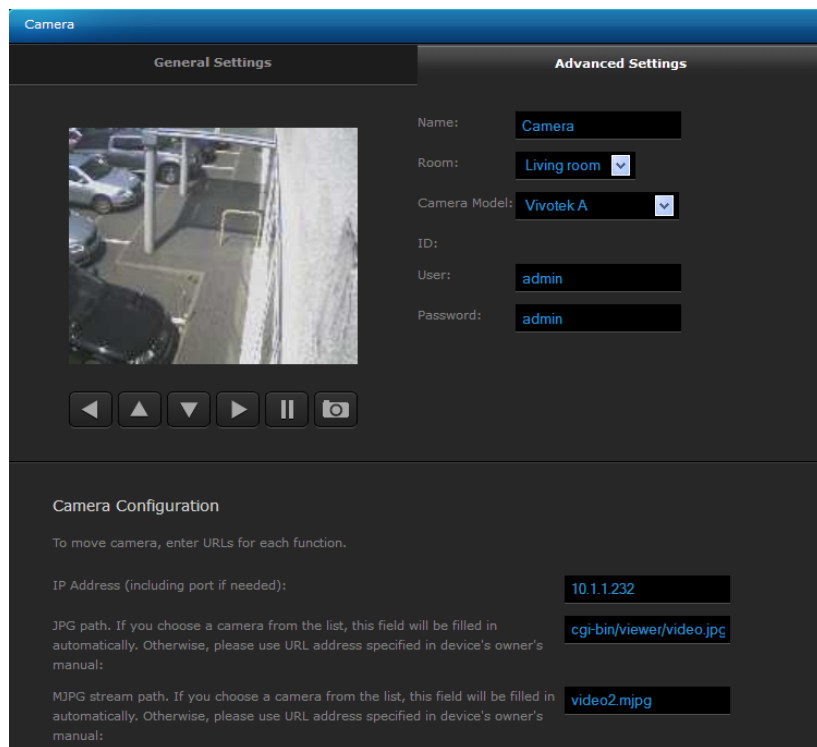 Camera
General Settings
Advanced Settings
Name:
Camera
Room:
Living room
Camera Model:
Vivotek A
ID:
User:
admin
Password:
admin
Camera Configuration
To move camera, enter URLs for each function.
IP Address (including port if needed):
10.1.1.232
JPG path. If you choose a camera from the list, this field will be filled in
automatically. Otherwise, please use URL address specified in device's owner's
manual:
cgi-bin/viewer/video.jpg
MJPG stream path. If you choose a camera from the list, this field will be filled in
automatically. Otherwise, please use URL address specified in device's owner's
manual:
video2.mjpg